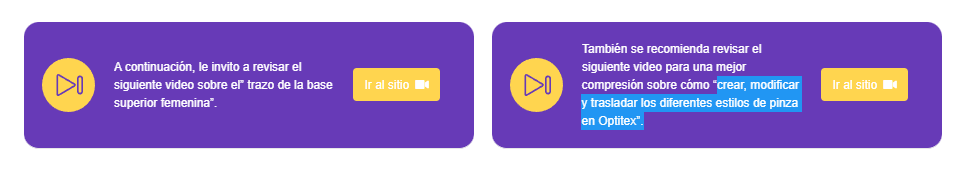 A continuación, le invito a revisar el
siguiente video sobre el" trazo de la base
superior femenina”.
Ir al sitio
También se recomienda revisar el
siguiente video para una mejor
compresión sobre cómo “crear, modificar
y trasladar los diferentes estilos de pinza
en Optitex”.
Ir al sitio